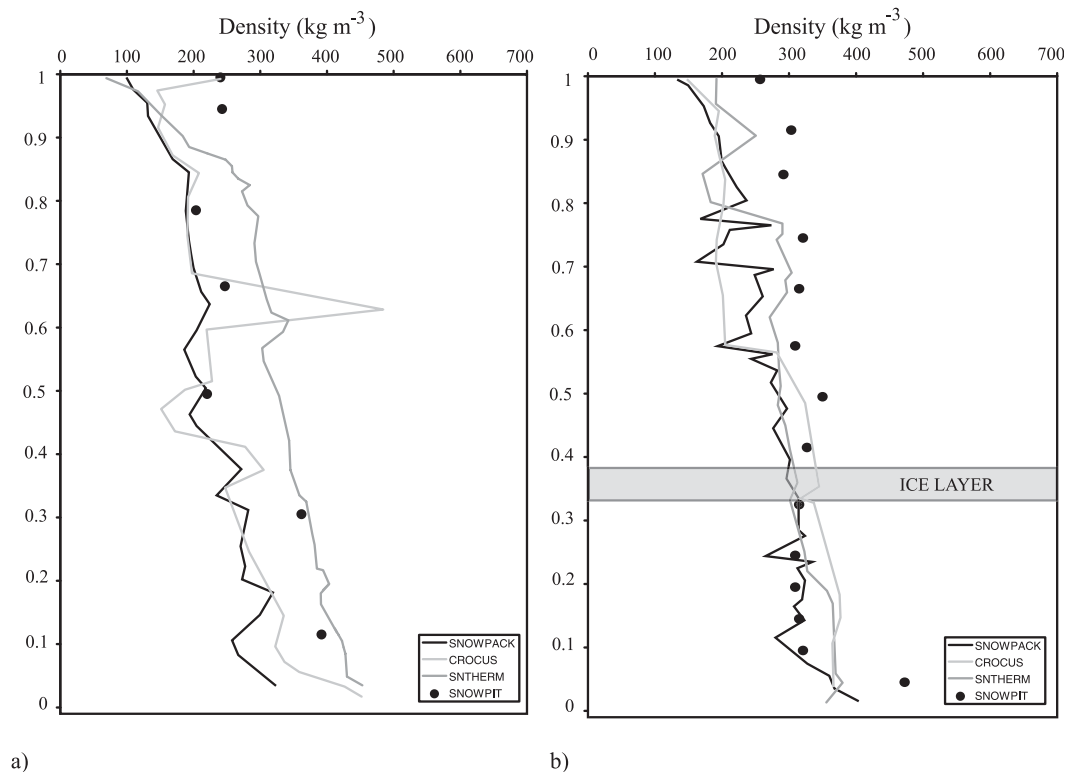 Density (kg m⁻³)
0 100 200 300 400 500 600 700
1
0.9
0.8
0.7
0.6
0.5
0.4
0.3
0.2
0.1
0
SNOWPACK
CROCUS
SNTHERM
SNOWPIT
a)
Density (kg m⁻³)
0 100 200 300 400 500 600 700
1
0.9
0.8
0.7
0.6
0.5
0.4
ICE LAYER
0.3
0.2
0.1
0
SNOWPACK
CROCUS
SNTHERM
SNOWPIT
b)